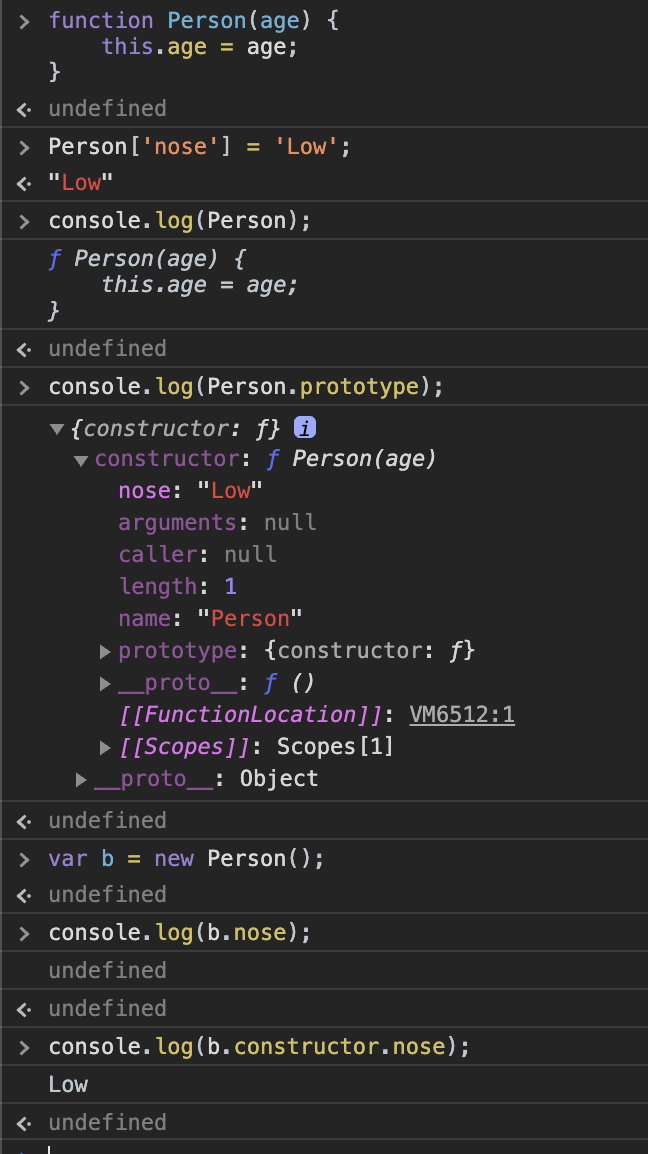 function Person(age) {
    this.age = age;
}
undefined
Person['nose'] = 'Low';
"Low"
console.log(Person);
ƒ Person(age) {
    this.age = age;
}
undefined
console.log(Person.prototype);
{constructor: ƒ} i
constructor: ƒ Person(age)
nose: "Low"
arguments: null
caller: null
length: 1
name: "Person"
prototype: {constructor: ƒ}
__proto__: ƒ ()
[[FunctionLocation]]: VM6512:1
[[Scopes]]: Scopes[1]
__proto__: Object
undefined
var b = new Person();
undefined
console.log(b.nose);
undefined
undefined
console.log(b.constructor.nose);
Low
undefined